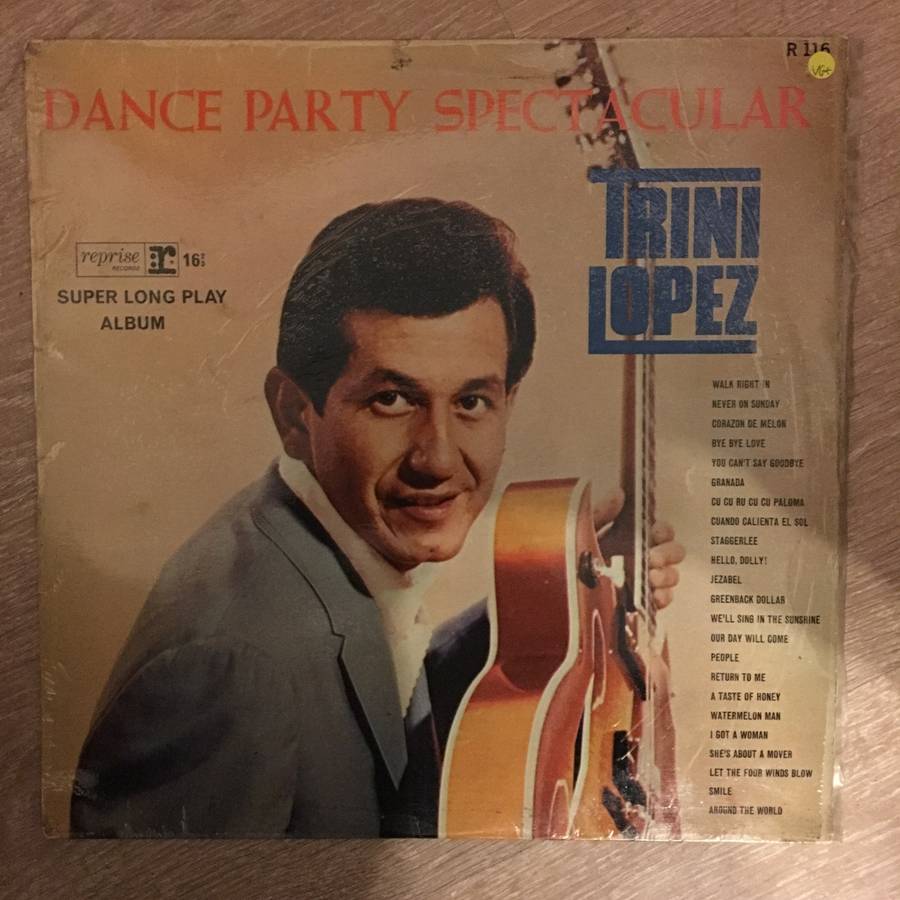 R 116
VG+
DANCE PARTY SPECTACULAR
TRINI
LOPEZ
reprise
RECORDS
r:
16⅔
SUPER LONG PLAY
ALBUM
WALK RIGHT IN
NEVER ON SUNDAY
CORAZON DE MELON
BYE BYE LOVE
YOU CAN'T SAY GOODBYE
GRANADA
CU CU RU CU CU PALOMA
CUANDO CALIENTA EL SOL
STAGGERLEE
HELLO, DOLLY!
JEZABEL
GREENBACK DOLLAR
WE'LL SING IN THE SUNSHINE
OUR DAY WILL COME
PEOPLE
RETURN TO ME
A TASTE OF HONEY
WATERMELON MAN
I GOT A WOMAN
SHE'S ABOUT A MOVER
LET THE FOUR WINDS BLOW
SMILE
AROUND THE WORLD